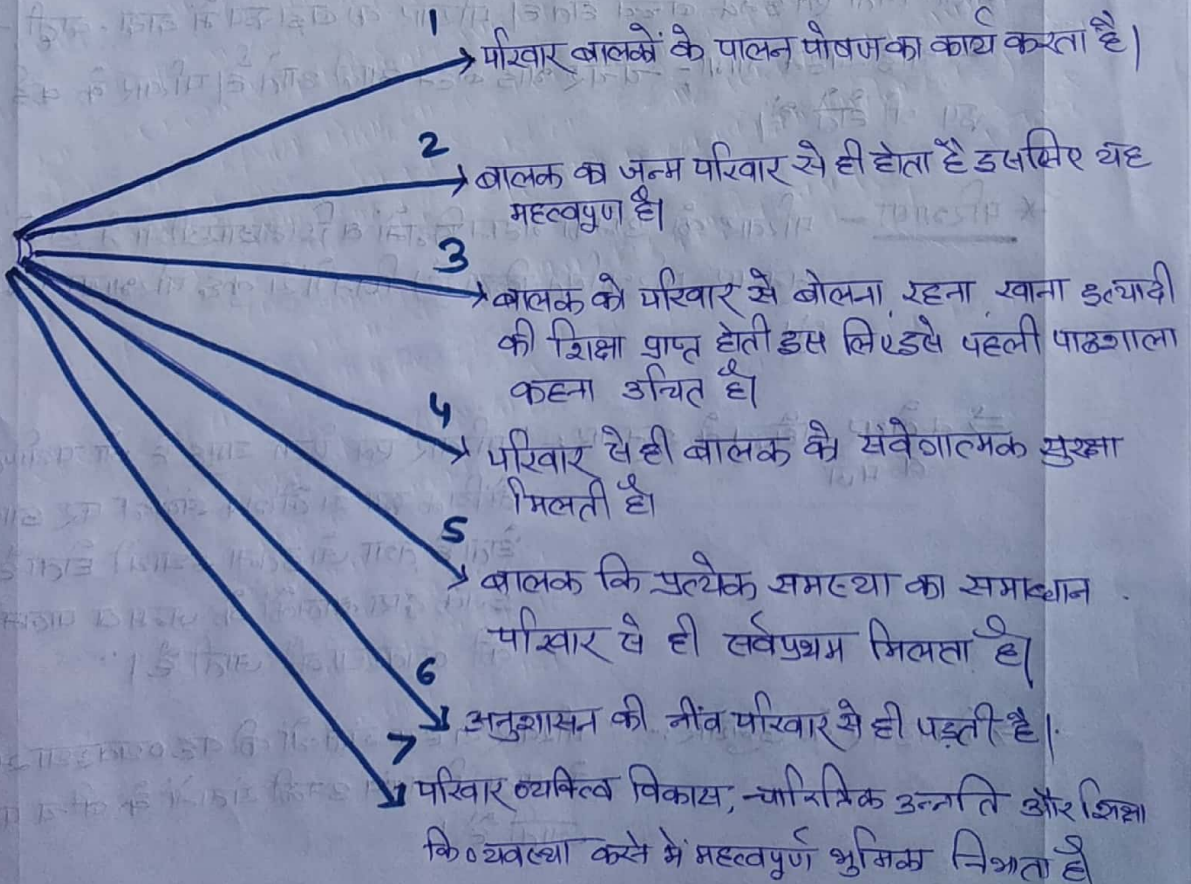 1
परिवार बालकों के पालन पोषण का कार्य करता है।
2
बालक का जन्म परिवार से ही होता है इसलिए यह
महत्वपूण है।
3
बालक को परिवार से बोलना, रहना खाना इत्यादी
की शिक्षा प्राप्त होती इस लिए इसे पहली पाठशाला
कहना उचित है।
4
परिवार से ही बालक को संवेगात्मक सुरक्षा
मिलती है।
5
बालक कि प्रत्येक समस्या का समाधान
परिवार से ही सर्वप्रथम मिलता है।
6
अनुशासन की नींव परिवार से ही पड़ती है।
7
परिवार व्यक्तित्व विकास, चारित्रिक उन्नति और शिक्षा
कि व्यवस्था करने में महत्वपूर्ण भुमिका निभाता है